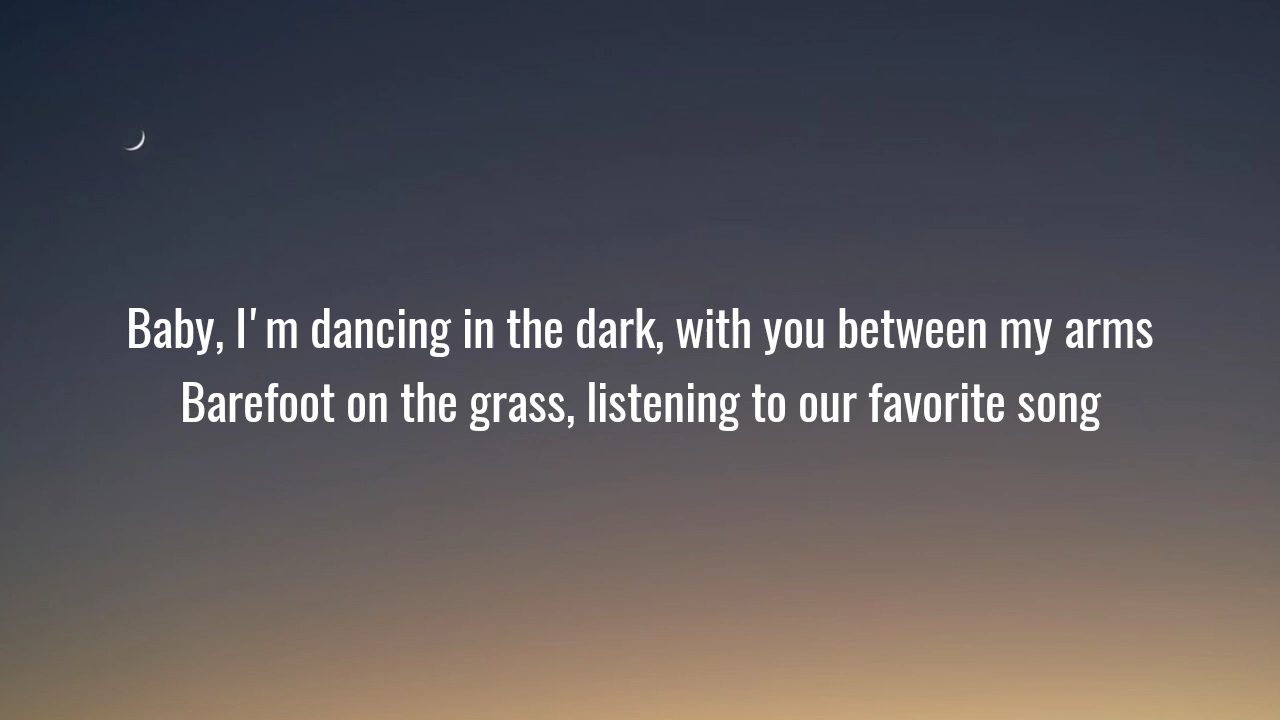 Baby, I'm dancing in the dark, with you between my arms
Barefoot on the grass, listening to our favorite song